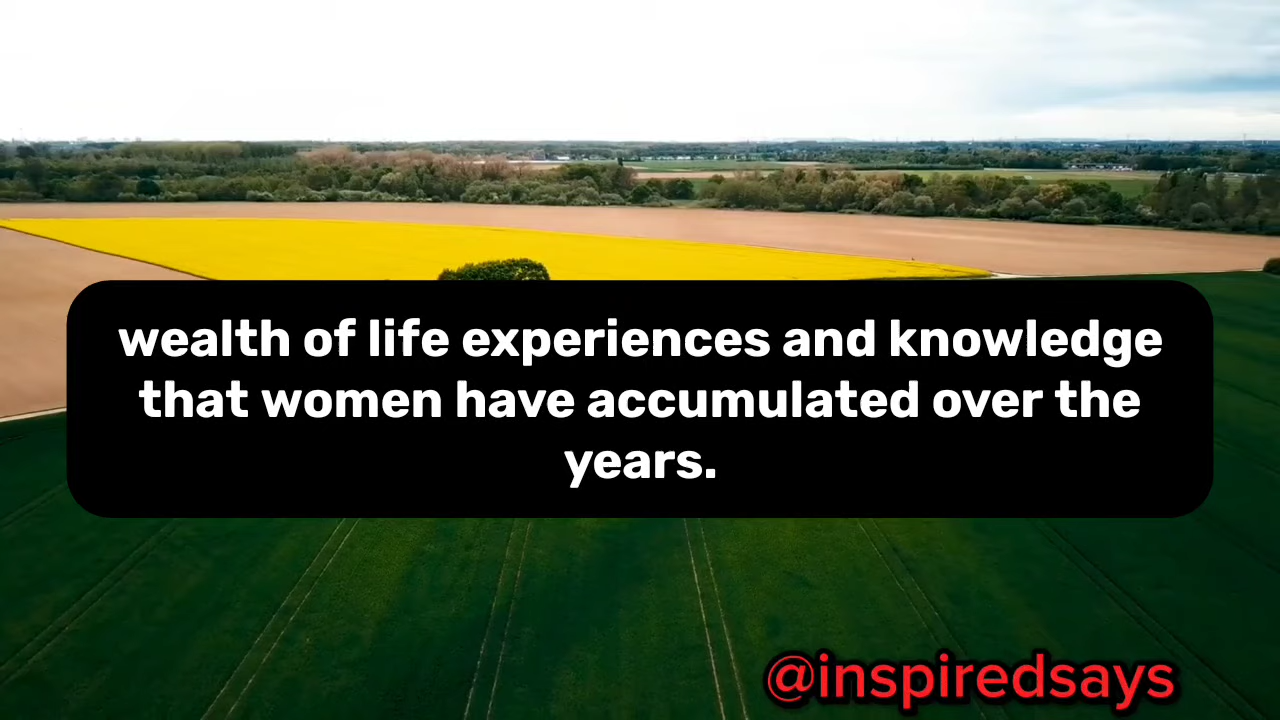 wealth of life experiences and knowledge
that women have accumulated over the
years.
@inspiredsays